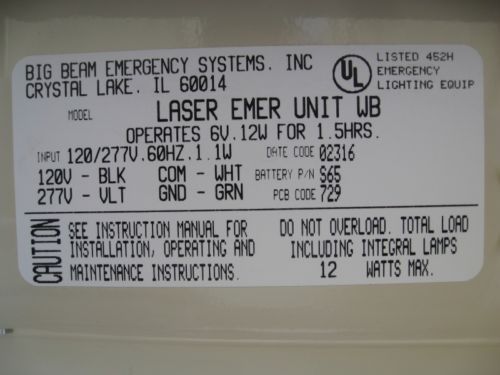 BIG BEAM EMERGENCY SYSTEMS. INC
CRYSTAL LAKE. IL 60014
UL
LISTED 452H
EMERGENCY
LIGHTING EQUIP
MODEL LASER EMER UNIT WB
OPERATES 6V.12W FOR 1.5HRS.
INPUT 120/277V.60HZ.1.1W DATE CODE 02316
120V - BLK COM - WHT BATTERY P/N S65
277V - VLT GND - GRN PCB CODE 729
CAUTION
SEE INSTRUCTION MANUAL FOR
INSTALLATION, OPERATING AND
MAINTENANCE INSTRUCTIONS.
DO NOT OVERLOAD. TOTAL LOAD
INCLUDING INTEGRAL LAMPS
12 WATTS MAX.